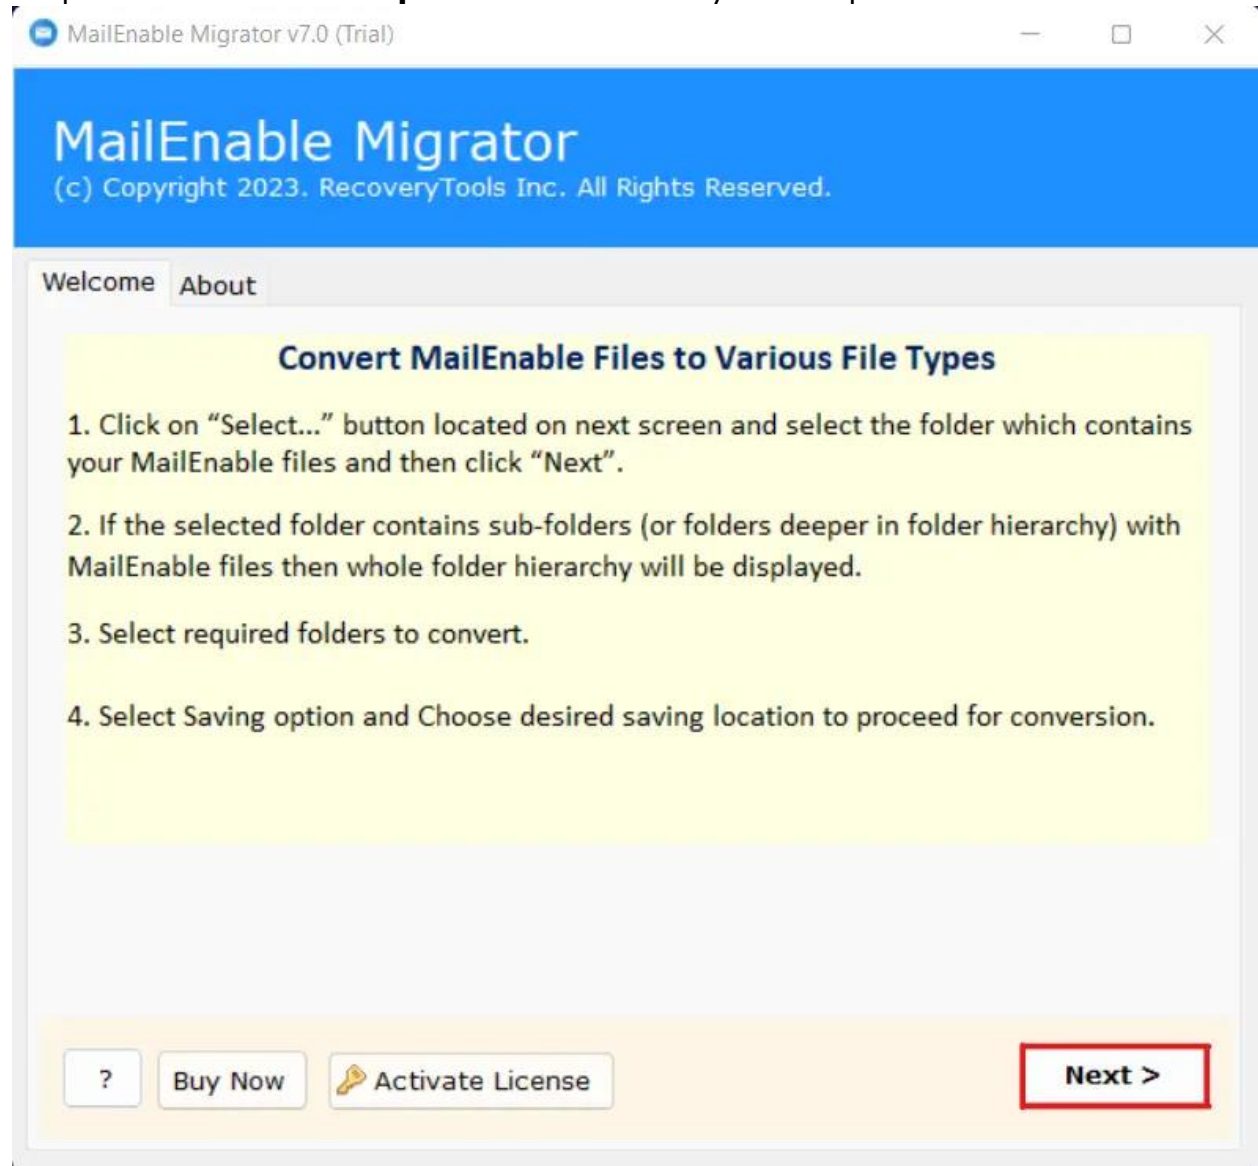 MailEnable Migrator v7.0 (Trial)
MailEnable Migrator
(c) Copyright 2023. RecoveryTools Inc. All Rights Reserved.
Welcome About
Convert MailEnable Files to Various File Types
1. Click on “Select...” button located on next screen and select the folder which contains
your MailEnable files and then click “Next”.
2. If the selected folder contains sub-folders (or folders deeper in folder hierarchy) with
MailEnable files then whole folder hierarchy will be displayed.
3. Select required folders to convert.
4. Select Saving option and Choose desired saving location to proceed for conversion.
? Buy Now Activate License Next >